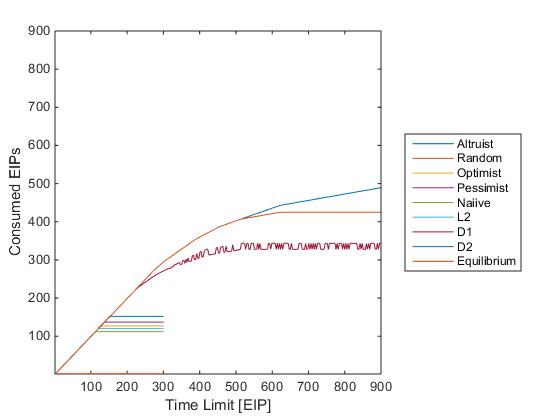 900
800
700
600
500
400
300
200
100
Consumed EIPs
100 200 300 400 500 600 700 800 900
Time Limit [EIP]
Altruist
Random
Optimist
Pessimist
Naiive
L2
D1
D2
Equilibrium